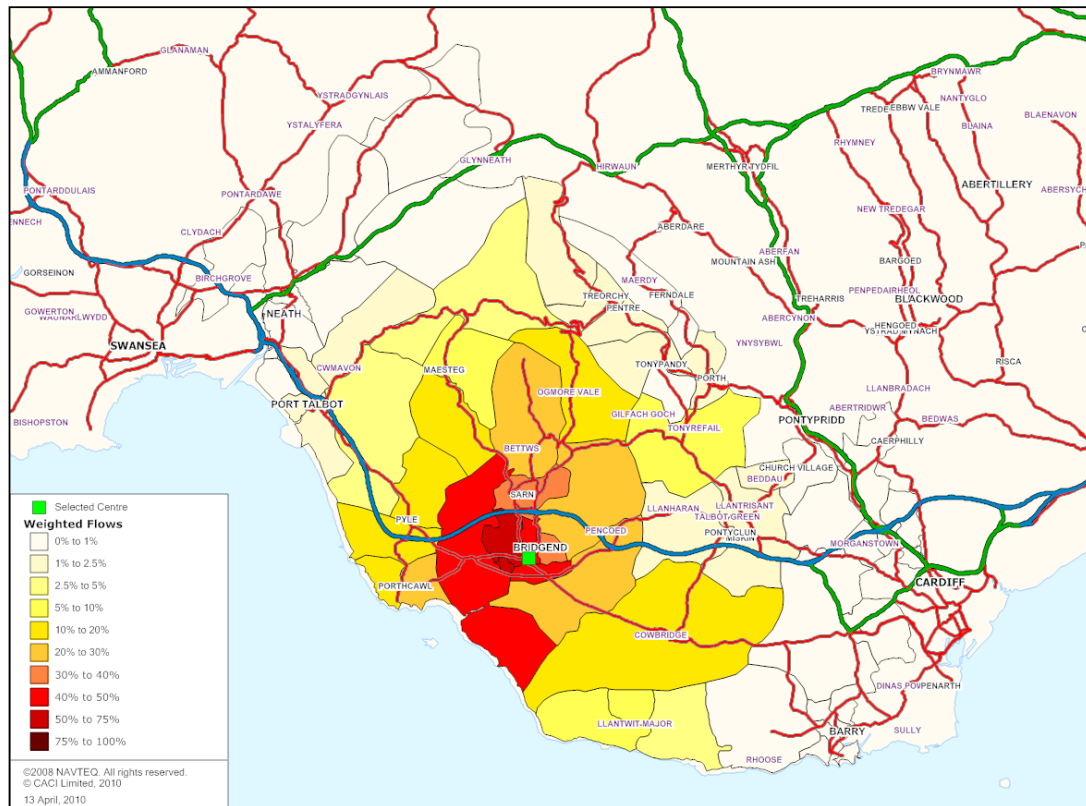 GLANAMAN
AMMANFORD
BRYNMAWR
YSTRADGYNLAIS
NANTYGLO
EBBW VALE
BLAENAVON
YSTALYFERA
BLAINA
RHYMNEY
GLYNNEATH
HIRWAUN
MERTHYR TYDFIL
PONTARDDULAIS
PONTARDAWE
ABERTILLERY
NEW TREDEGAR
CLYDACH
ABERDARE
ABERFAN
MOUNTAIN ASH
BARGOED
GORSEINON
BIRCHGROVE
MAERDY
PENPEDAIRHEOL
TREORCHY
FERNDALE
TREHARRIS
BLACKWOOD
GOWERTON
PENTRE
NEATH
ABERCYNON
HENGOED
YSTRAD MYNACH
SWANSEA
YNYSYBWL
RISCA
CWMAVON
MAESTEG
TONYPANDY
PORTH
LLANBRADACH
OGMORE VALE
PORT TALBOT
ABERTRIDWR
GILFACH GOCH
BISHOPSTON
PONTYPRIDD
BEDWAS
TONYREFAIL
CAERPHILLY
BETTWS
CHURCH VILLAGE
BEDDAU
SARN
LLANHARAN
LLANTRISANT
TALBOT GREEN
PYLE
PENCOED
PONTYCLUN
MISKIN
BRIDGEND
MORGANSTOWN
PORTHCAWL
CARDIFF
COWBRIDGE
PENARTH
LLANTWIT-MAJOR
SULLY
BARRY
RHOOSE
Selected Centre
Weighted Flows
0% to 1%
1% to 2.5%
2.5% to 5%
5% to 10%
10% to 20%
20% to 30%
30% to 40%
40% to 50%
50% to 75%
75% to 100%
©2008 NAVTEQ. All rights reserved.
© CACI Limited, 2010
13 April, 2010